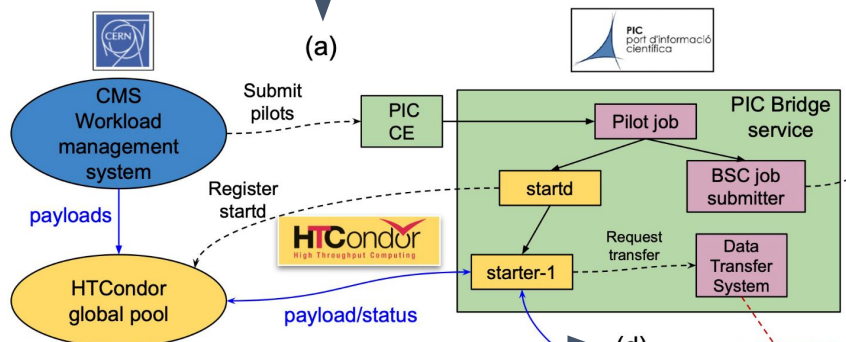 CERN
(a)
PIC
port d'informació
científica
CMS
Workload
management
system
Submit
pilots
PIC
CE
Pilot job
PIC Bridge
service
startd
BSC job
submitter
Register
startd
payloads
HTCondor
High Throughput Computing
starter-1
Request
transfer
Data
Transfer
System
HTCondor
global pool
payload/status
(d)